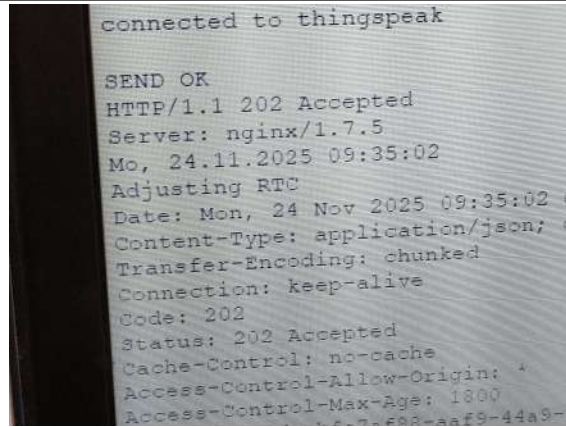 connected to thingspeak
SEND OK
HTTP/1.1 202 Accepted
Server: nginx/1.7.5
Mo, 24.11.2025 09:35:02
Adjusting RTC
Date: Mon, 24 Nov 2025 09:35:02
Content-Type: application/json;
Transfer-Encoding: chunked
Connection: keep-alive
Code: 202
Status: 202 Accepted
Cache-Control: no-cache
Access-Control-Allow-Origin: *
Access-Control-Max-Age: 1800